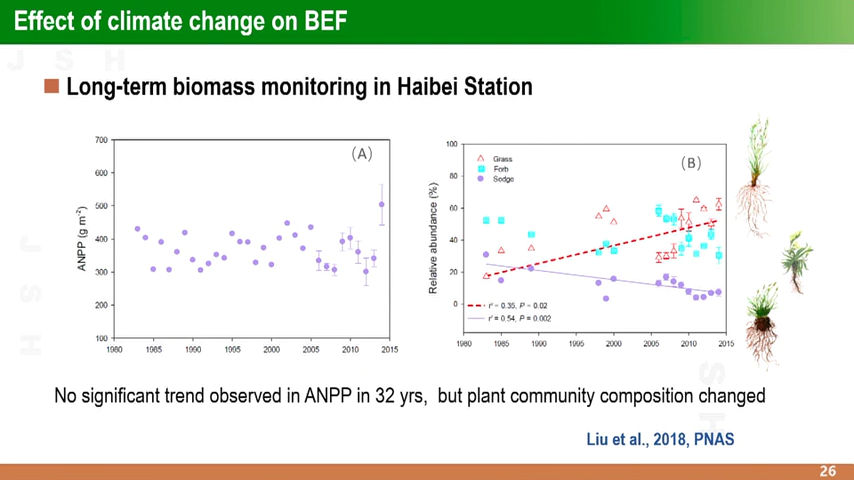 Effect of climate change on BEF
J S H
Long-term biomass monitoring in Haibei Station
700
600
500
400
300
200
100
ANPP (g m⁻²)
(A)
1980 1985 1990 1995 2000 2005 2010 2015
100
80
60
40
20
0
Relative abundance (%)
Grass
Forb
Sedge
(B)
r² = 0.35, P = 0.02
r² = 0.54, P = 0.002
1980 1985 1989 1990 1995 2000 2005 2010 2015
J S H
S H
No significant trend observed in ANPP in 32 yrs, but plant community composition changed
Liu et al., 2018, PNAS
26